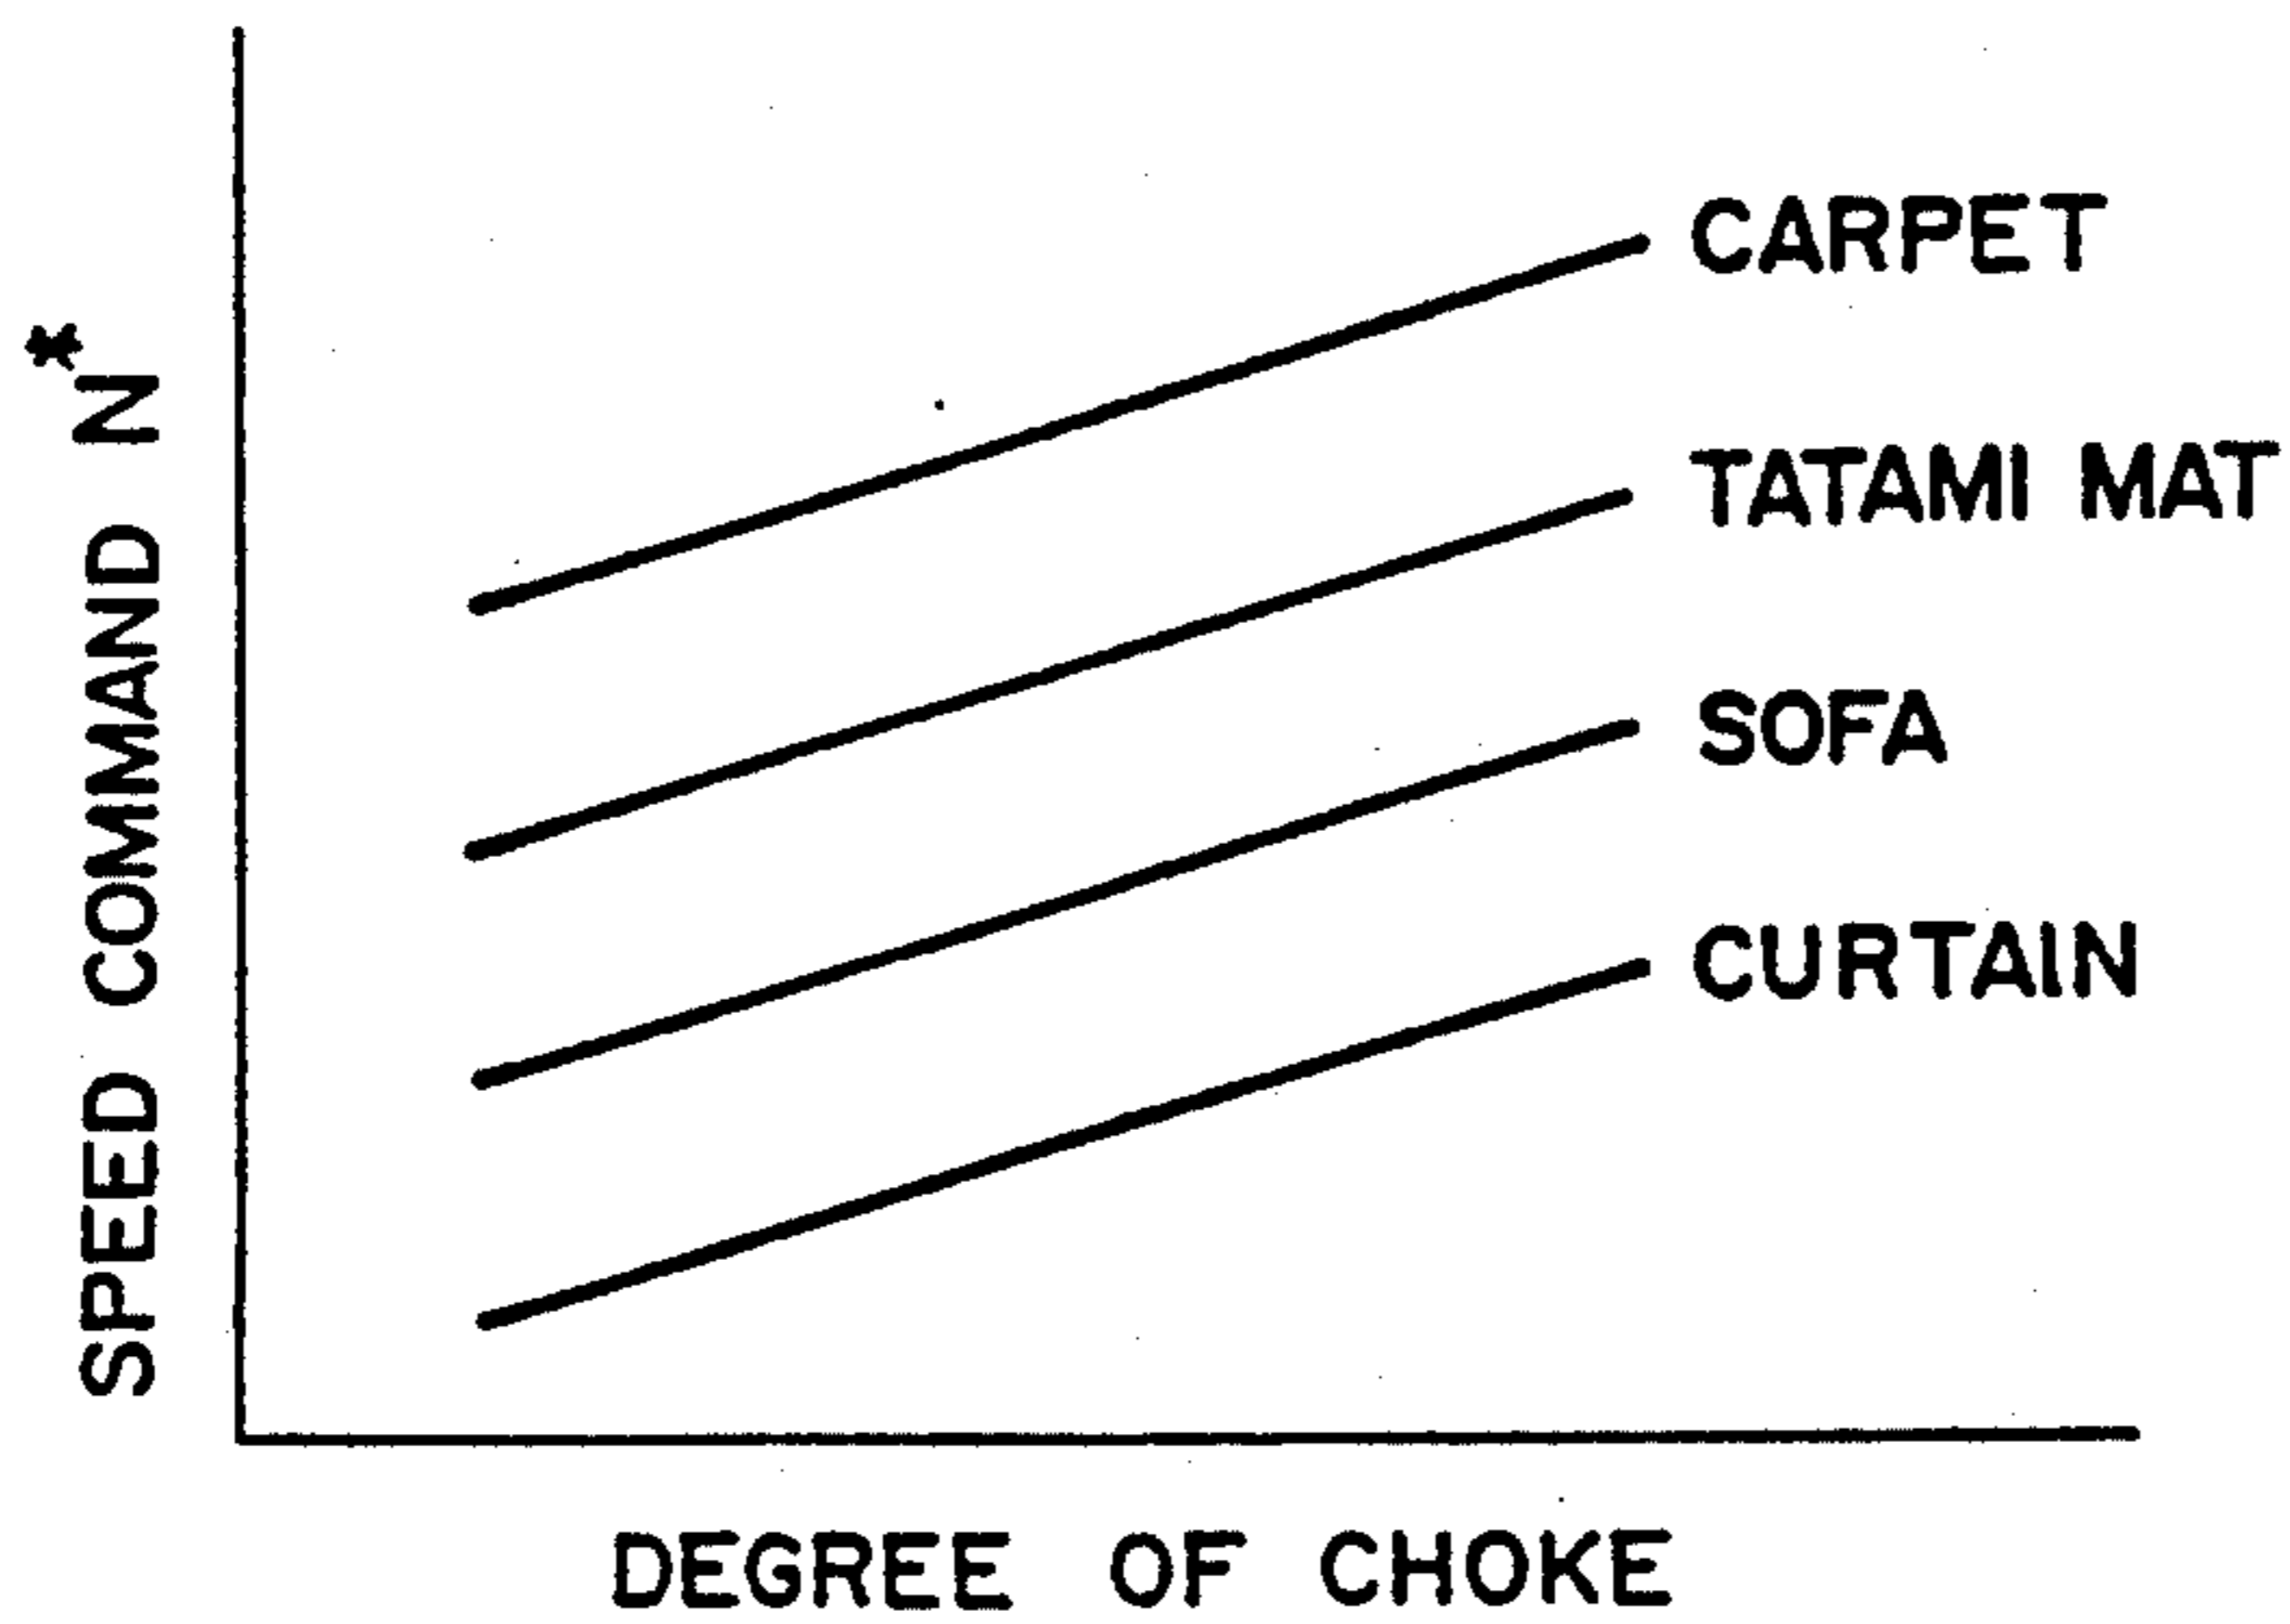 SPEED COMMAND N*
CARPET
TATAMI MAT
SOFA
CURTAIN
DEGREE OF CHOKE